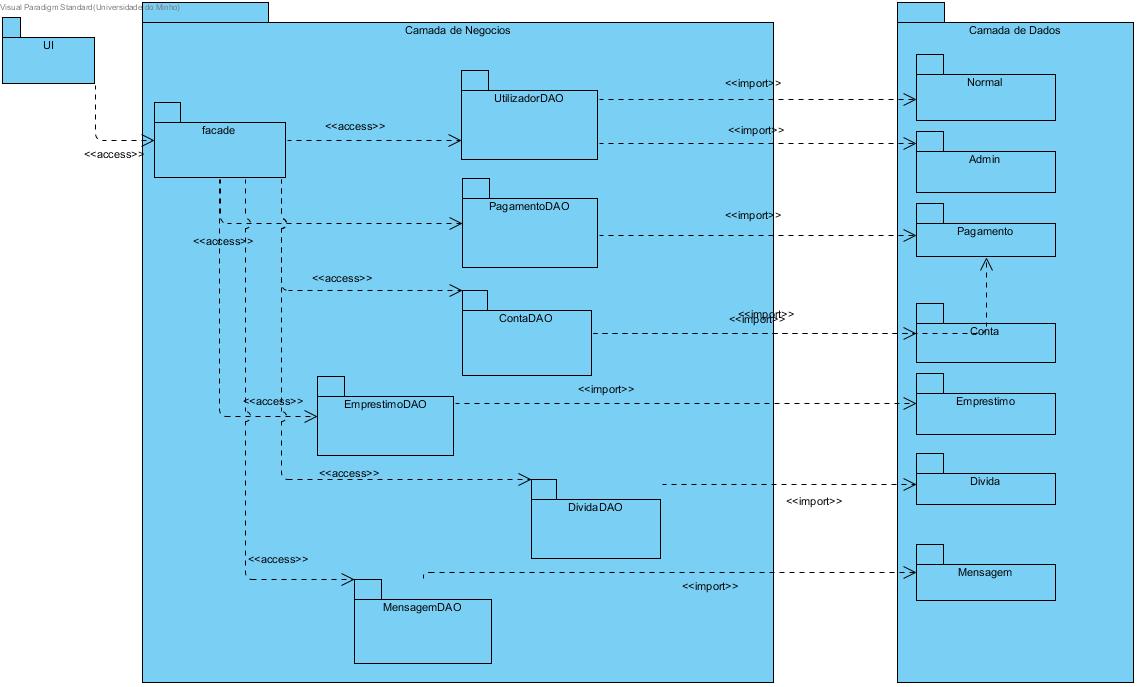 Visual Paradigm Standard(Universidade do Minho)
UI
Camada de Negocios
Camada de Dados
<<access>>
facade
<<access>>
UtilizadorDAO
<<import>>
<<import>>
Normal
Admin
PagamentoDAO
<<import>>
Pagamento
<<access>>
<<access>>
ContaDAO
<<import>>
<<import>>
Conta
<<access>>
EmprestimoDAO
<<import>>
Emprestimo
<<access>>
DividaDAO
<<import>>
Divida
<<access>>
MensagemDAO
<<import>>
Mensagem